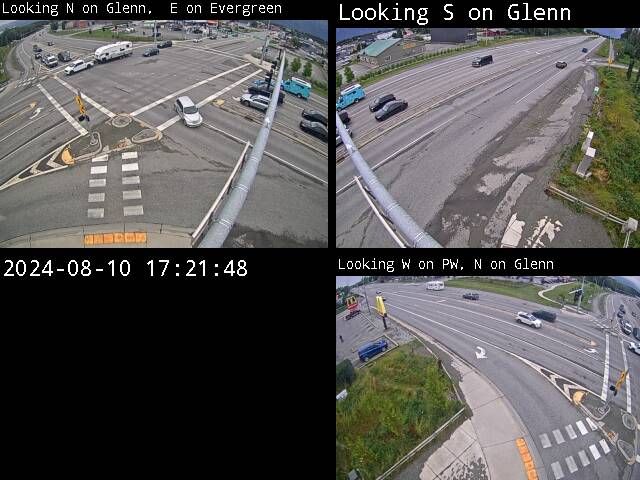 Looking N on Glenn,  E on Evergreen
Looking S on Glenn
2024-08-10 17:21:48
Looking W on PW, N on Glenn